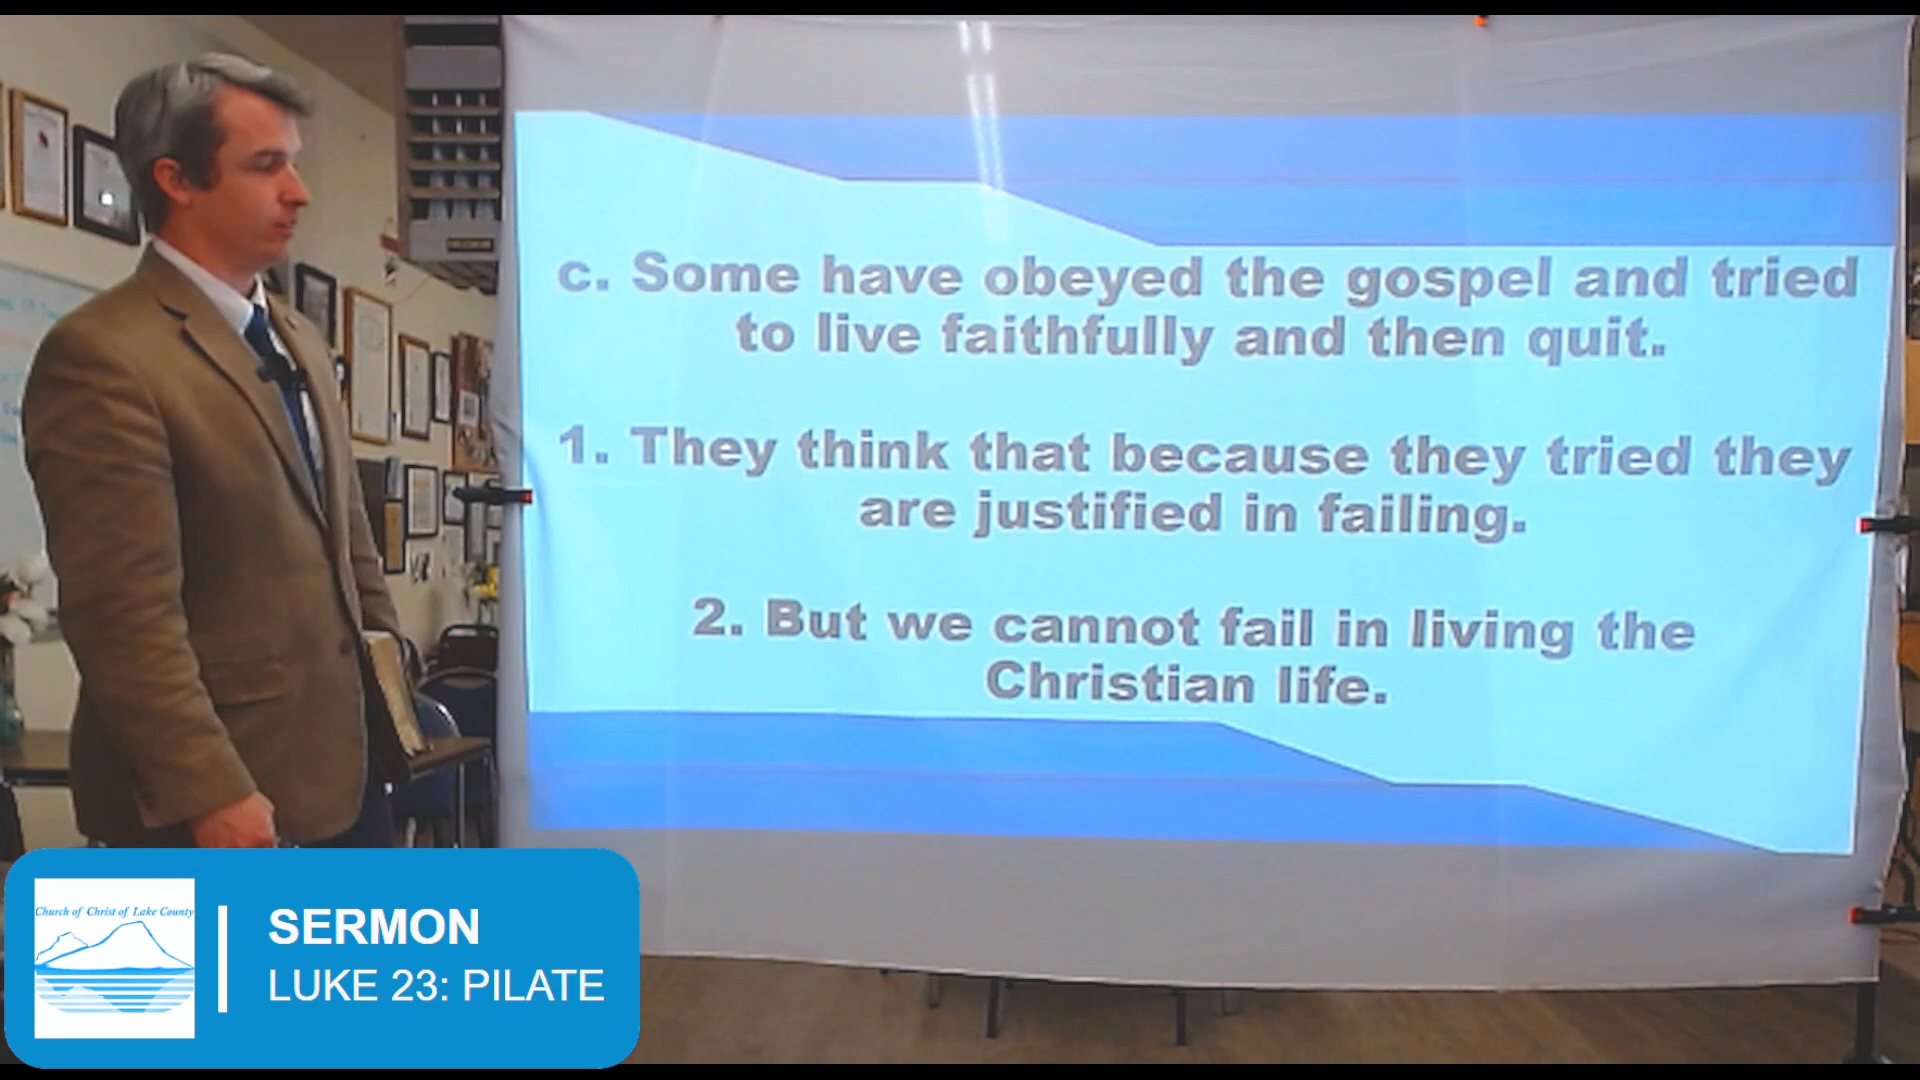 c. Some have obeyed the gospel and tried
to live faithfully and then quit.
1. They think that because they tried they
are justified in failing.
2. But we cannot fail in living the
Christian life.
Church of Christ of Lake County
SERMON
LUKE 23: PILATE